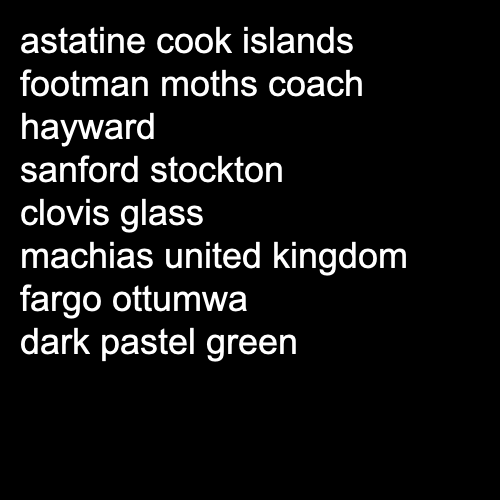 astatine cook islands
footman moths coach
hayward
sanford stockton
clovis glass
machias united kingdom
fargo ottumwa
dark pastel green